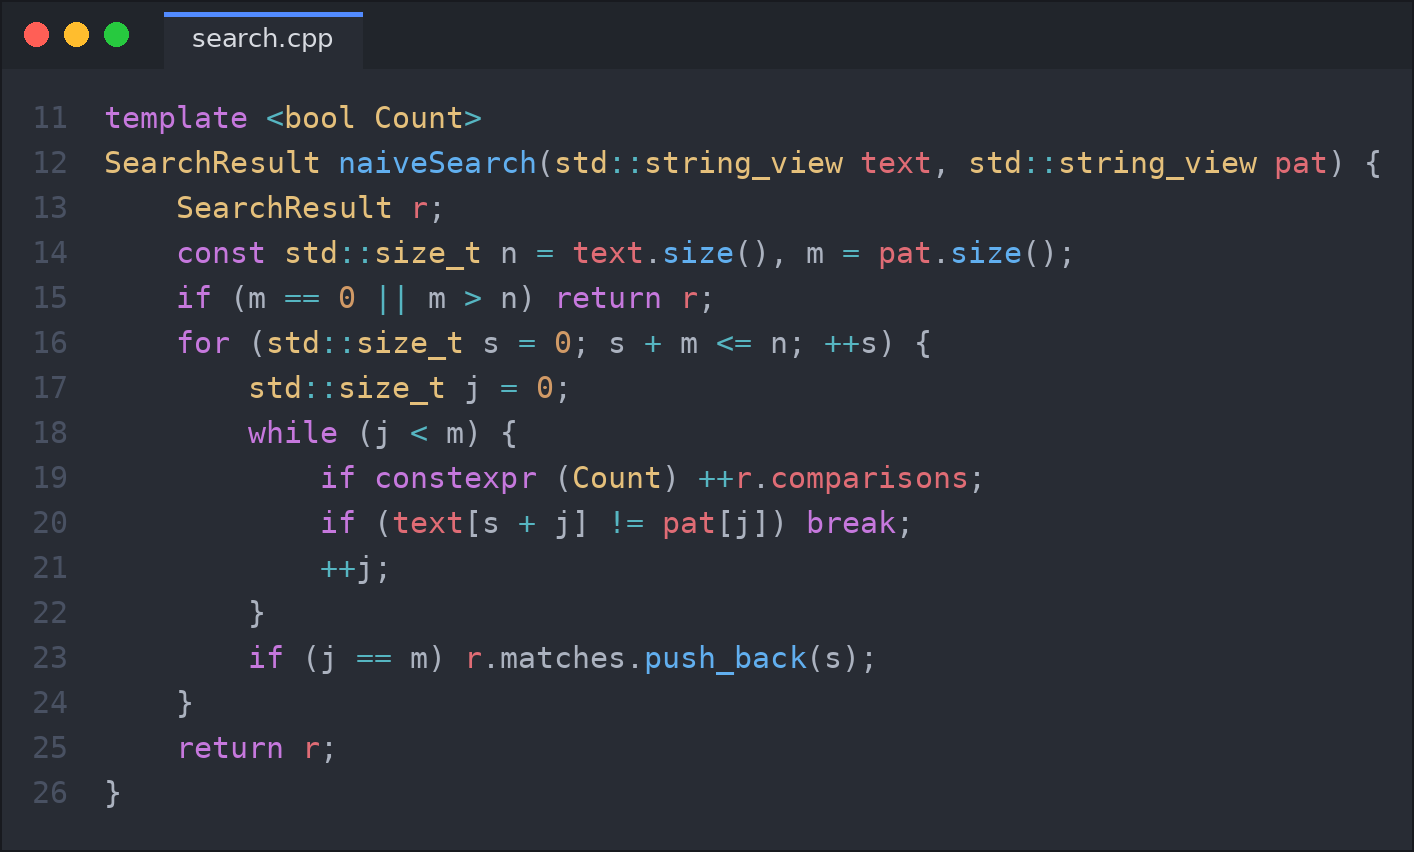 search.cpp
11 template <bool Count>
12 SearchResult naiveSearch(std::string_view text, std::string_view pat) {
13     SearchResult r;
14     const std::size_t n = text.size(), m = pat.size();
15     if (m == 0 || m > n) return r;
16     for (std::size_t s = 0; s + m <= n; ++s) {
17         std::size_t j = 0;
18         while (j < m) {
19             if constexpr (Count) ++r.comparisons;
20             if (text[s + j] != pat[j]) break;
21             ++j;
22         }
23         if (j == m) r.matches.push_back(s);
24     }
25     return r;
26 }